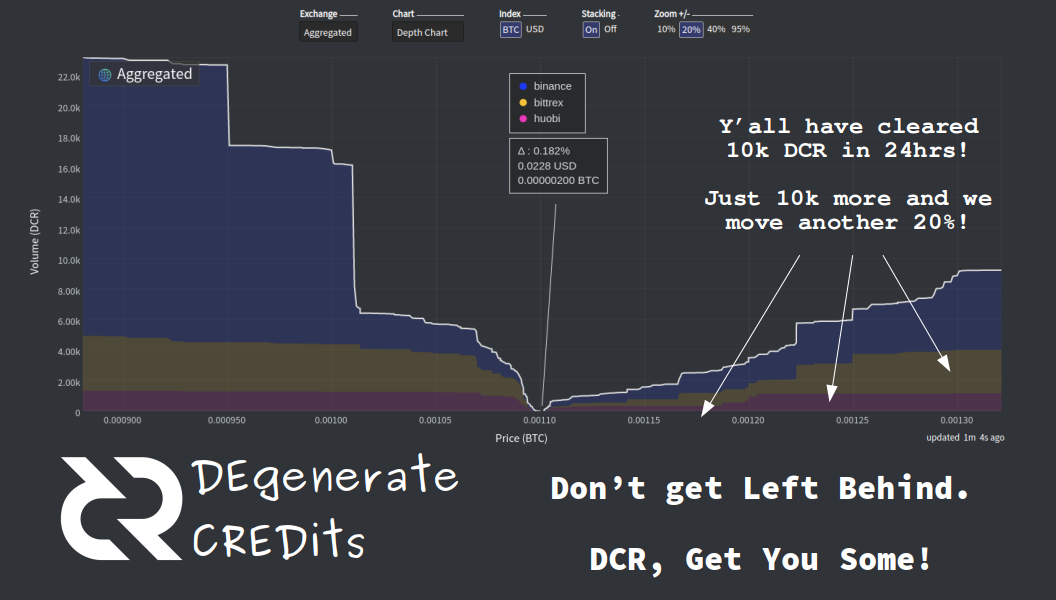 Exchange Chart Index Stacking Zoom +/-
Aggregated Depth Chart BTC USD On Off 10% 20% 40% 95%
Aggregated
binance
bittrex
huobi
Δ : 0.182%
0.0228 USD
0.00000200 BTC
Y'all have cleared
10k DCR in 24hrs!
Just 10k more and we
move another 20%!
Volume (DCR)
22.0k
20.0k
18.0k
16.0k
14.0k
12.0k
10.0k
8.00k
6.00k
4.00k
2.00k
0
0.000900 0.000950 0.00100 0.00105 0.00110 0.00115 0.00120 0.00125 0.00130
Price (BTC)
updated 1m 4s ago
DEgenerate
CREDits
Don't get Left Behind.
DCR, Get You Some!